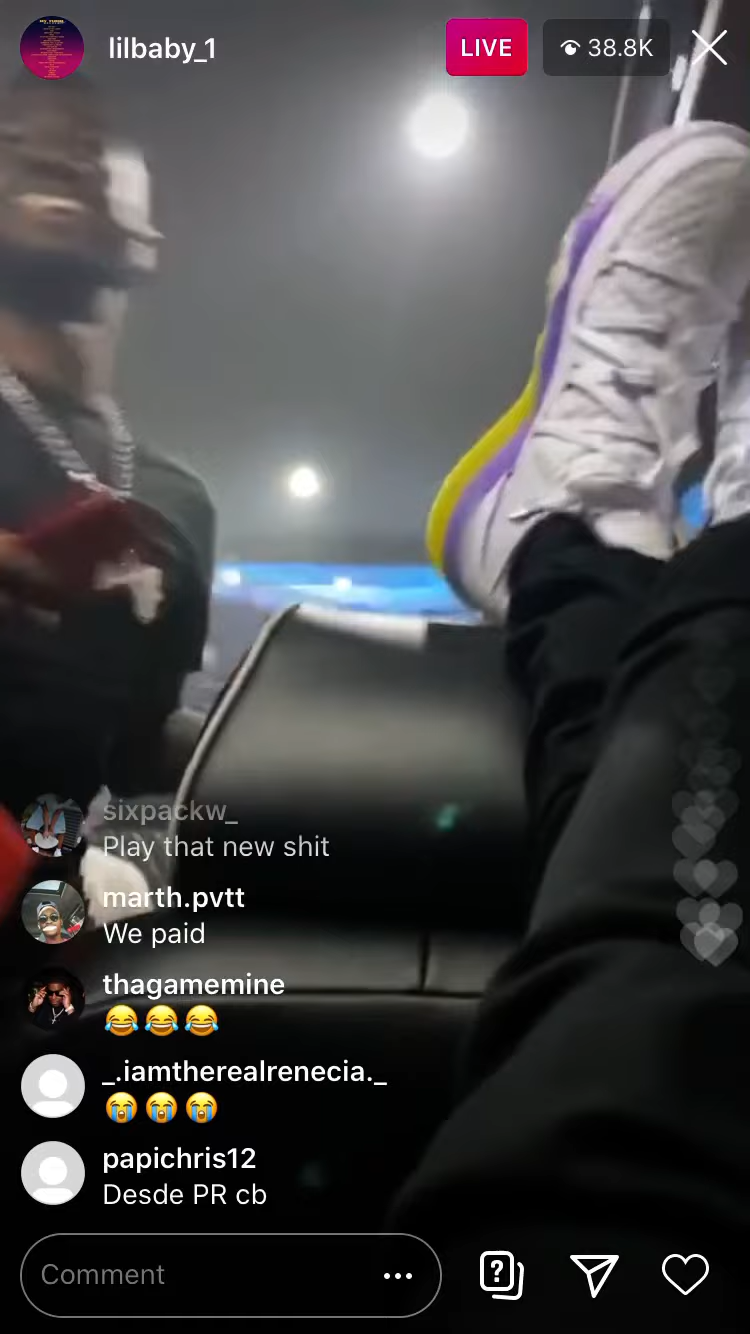 lilbaby_1
LIVE
38.8K
sixpackw_
Play that new shit
marth.pvtt
We paid
thagamemine
😂😂😂
_.iamtherealrenecia._
😭😭😭
papichris12
Desde PR cb
Comment
?